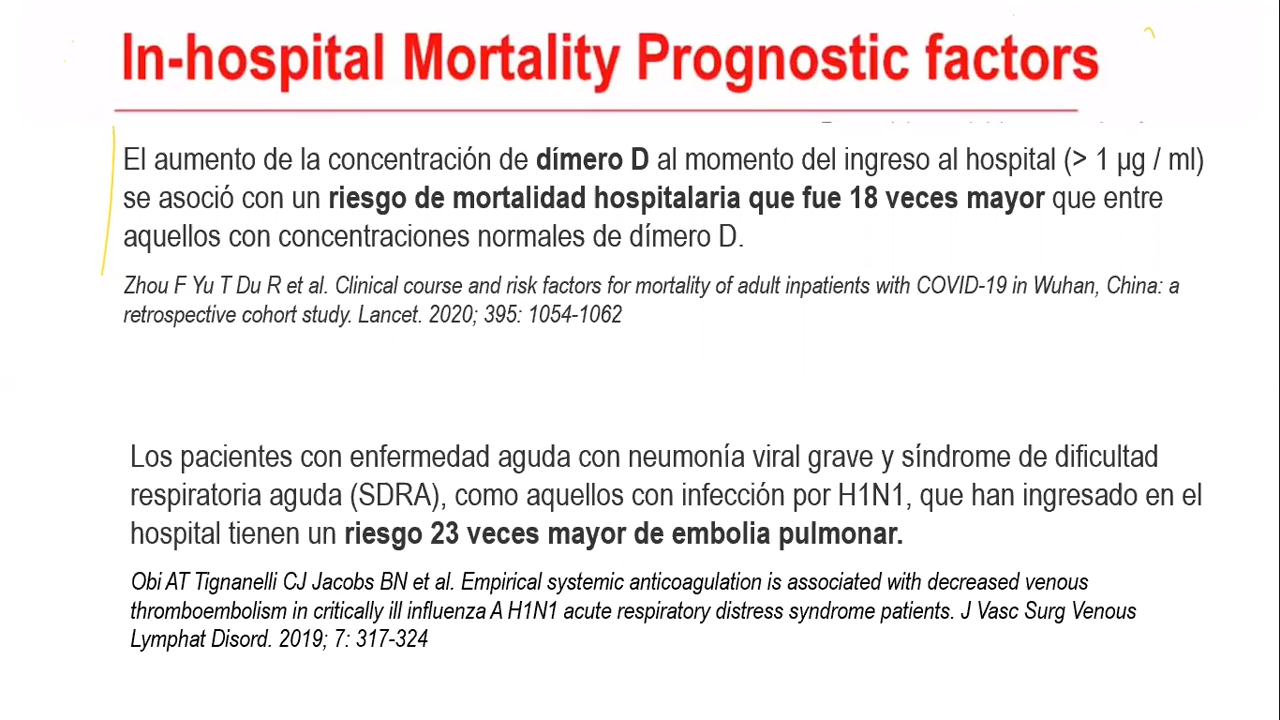 In-hospital Mortality Prognostic factors
El aumento de la concentración de dímero D al momento del ingreso al hospital (> 1 µg / ml)
se asoció con un riesgo de mortalidad hospitalaria que fue 18 veces mayor que entre
aquellos con concentraciones normales de dímero D.
Zhou F Yu T Du R et al. Clinical course and risk factors for mortality of adult inpatients with COVID-19 in Wuhan, China: a
retrospective cohort study. Lancet. 2020; 395: 1054-1062
Los pacientes con enfermedad aguda con neumonía viral grave y síndrome de dificultad
respiratoria aguda (SDRA), como aquellos con infección por H1N1, que han ingresado en el
hospital tienen un riesgo 23 veces mayor de embolia pulmonar.
Obi AT Tignanelli CJ Jacobs BN et al. Empirical systemic anticoagulation is associated with decreased venous
thromboembolism in critically ill influenza A H1N1 acute respiratory distress syndrome patients. J Vasc Surg Venous
Lymphat Disord. 2019; 7: 317-324